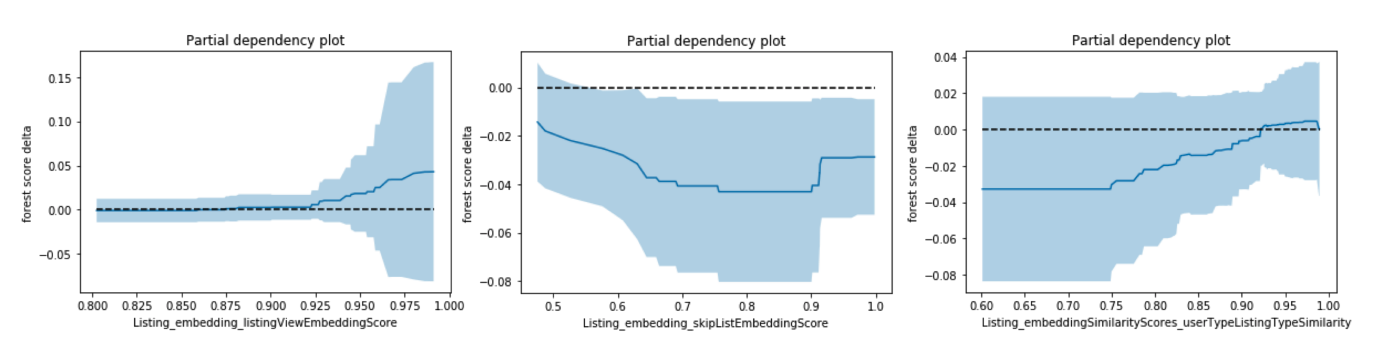 Partial dependency plot
forest score delta
0.15
0.10
0.05
0.00
−0.05
0.800 0.825 0.850 0.875 0.900 0.925 0.950 0.975 1.000
Listing_embedding_listingViewEmbeddingScore
Partial dependency plot
forest score delta
0.00
−0.02
−0.04
−0.06
−0.08
0.5 0.6 0.7 0.8 0.9 1.0
Listing_embedding_skipListEmbeddingScore
Partial dependency plot
forest score delta
0.04
0.02
0.00
−0.02
−0.04
−0.06
−0.08
0.60 0.65 0.70 0.75 0.80 0.85 0.90 0.95 1.00
Listing_embeddingSimilarityScores_userTypeListingTypeSimilarity